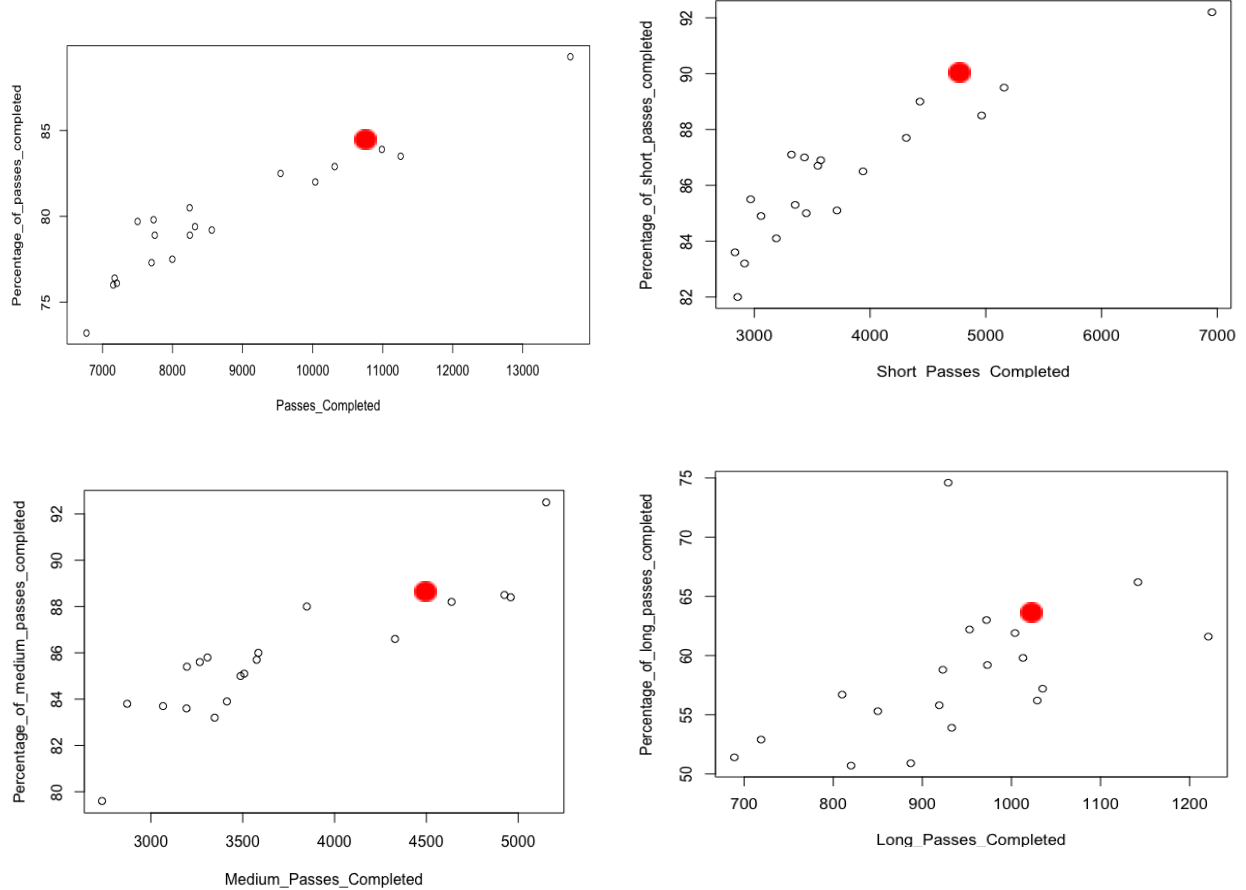 Percentage_of_passes_completed
85
80
75
7000 8000 9000 10000 11000 12000 13000
Passes_Completed
Percentage_of_short_passes_completed
92
90
88
86
84
82
3000 4000 5000 6000 7000
Short_Passes_Completed
Percentage_of_medium_passes_completed
92
90
88
86
84
82
80
3000 3500 4000 4500 5000
Medium_Passes_Completed
Percentage_of_long_passes_completed
75
70
65
60
55
50
700 800 900 1000 1100 1200
Long_Passes_Completed